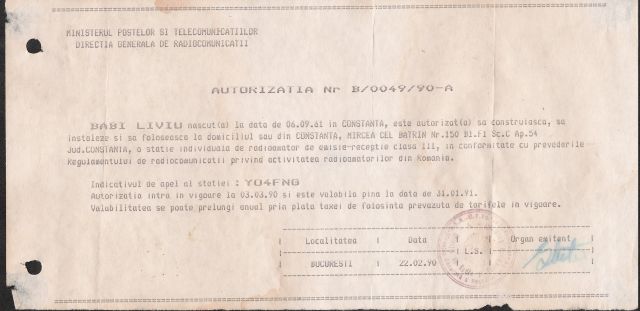 MINISTERUL POSTELOR SI TELECOMUNICATIILOR
DIRECTIA GENERALA DE RADIOCOMUNICATII
AUTORIZATIA Nr B/0049/90-A
BABI LIVIU nascut(a) la data de 06.09.61 in CONSTANTA, este autorizat(a) sa construiasca, sa
instaleze si sa foloseasca la domiciliul sau din CONSTANTA, MIRCEA CEL BATRIN Nr.150 Bl.F1 Sc.C Ap.54
Jud.CONSTANTA, o statie individuala de radioamator de emisie-receptie clasa III, in conformitate cu prevederile
Regulamentului de radiocomunicatii privind activitatea radioamatorilor din Romania.
Indicativul de apel al statiei : YO4FNG
Autorizatia intra in vigoare la 03.03.90 si este valabila pina la data de 31.01.91.
Valabilitatea se poate prelungi anual prin plata taxei de folosinta prevazuta de tarifele in vigoare.
Localitatea Data Organ emitent
L.S.
BUCURESTI 22.02.90